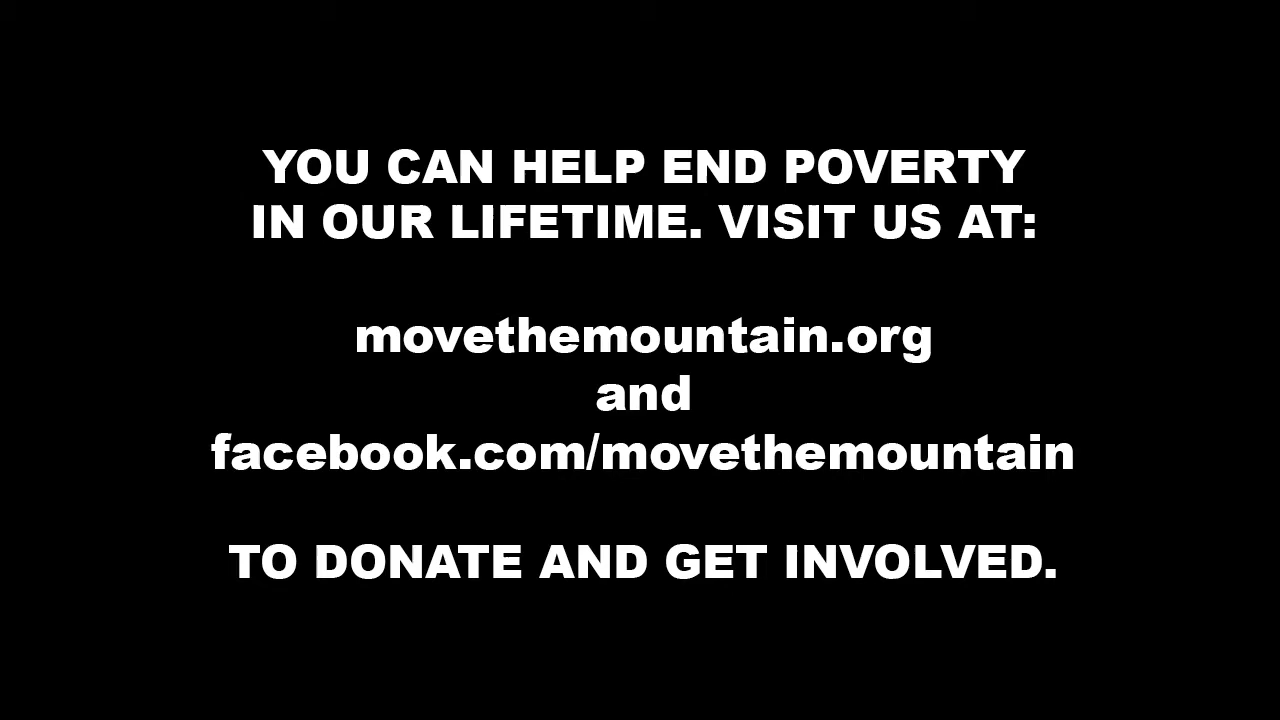 YOU CAN HELP END POVERTY
IN OUR LIFETIME. VISIT US AT:
movethemountain.org
and
facebook.com/movethemountain
TO DONATE AND GET INVOLVED.